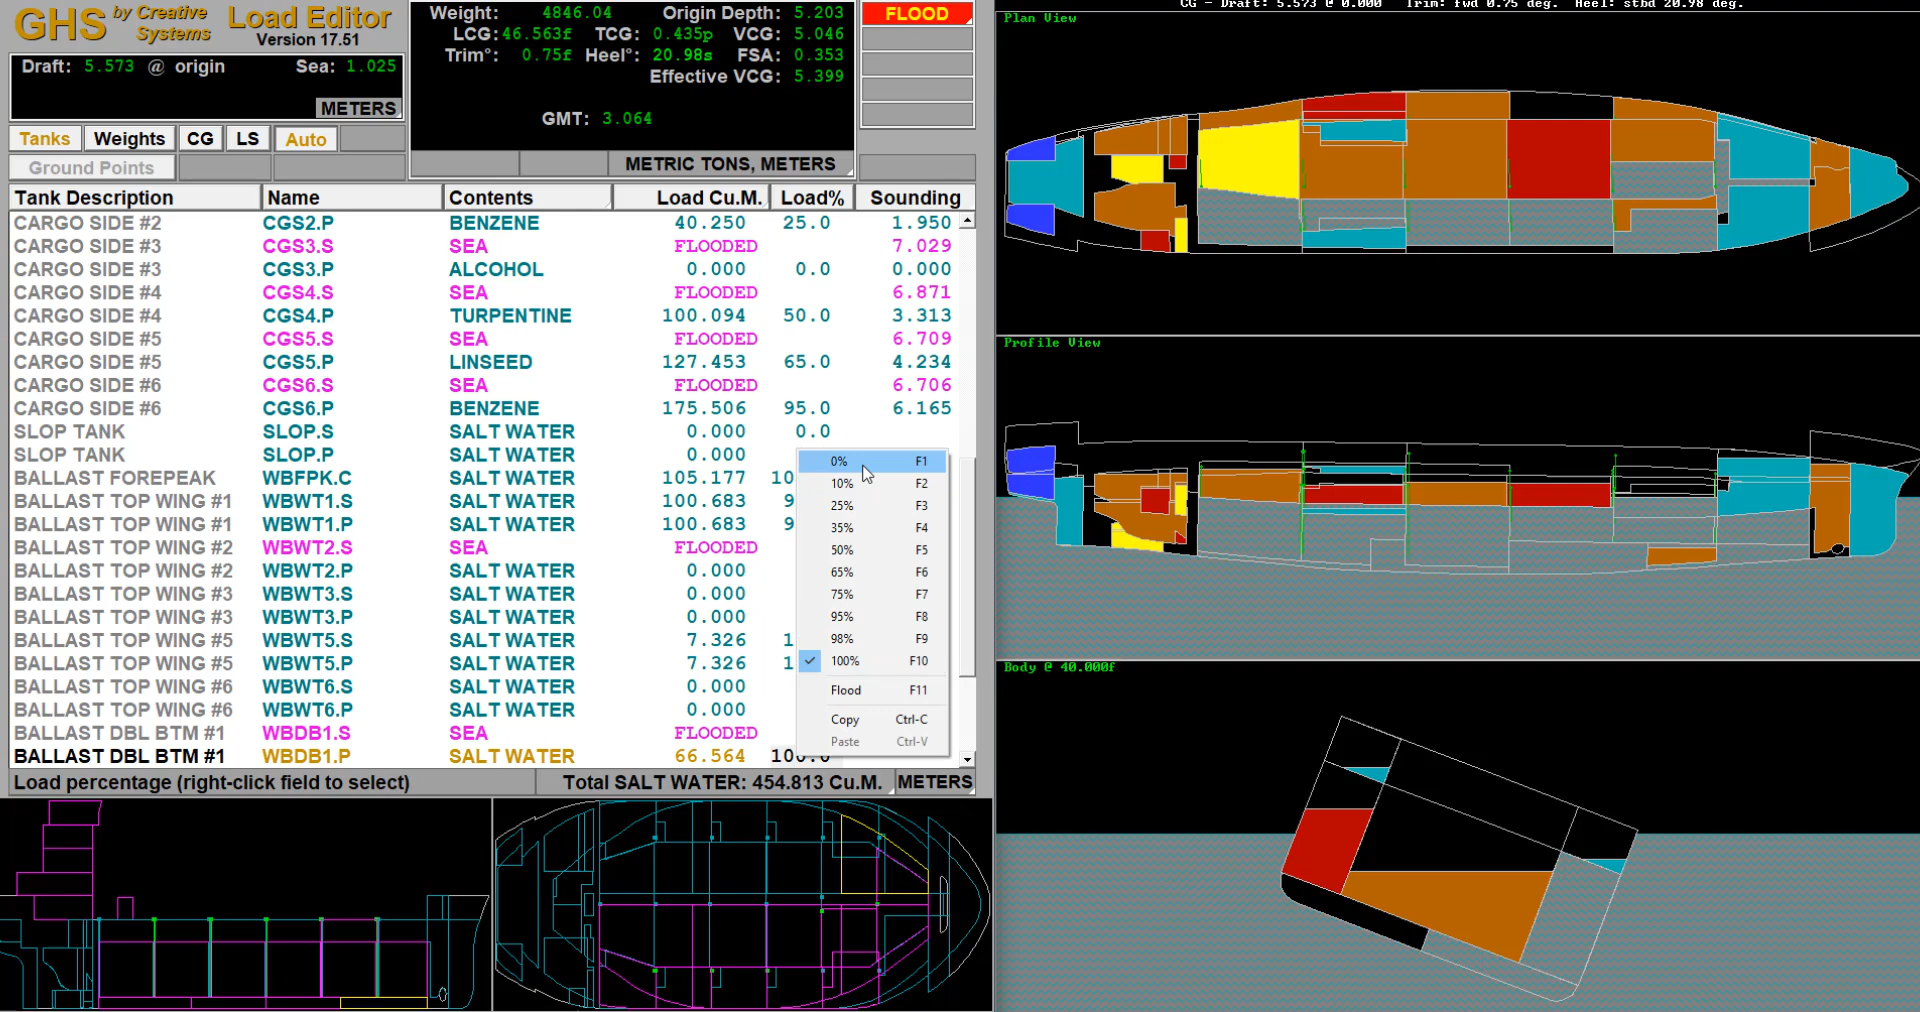 GHS by Creative Systems Load Editor
Version 17.51
Draft: 5.573 @ origin Sea: 1.025
METERS
Tanks Weights CG LS Auto
Ground Points
Weight: 4846.04 Origin Depth: 5.203
LCG: 46.563f TCG: 0.435p VCG: 5.046
Trim°: 0.75f Heel°: 20.98s FSA: 0.353
Effective VCG: 5.399
GMT: 3.064
METRIC TONS, METERS
FLOOD
Tank Description Name Contents Load Cu.M. Load% Sounding
CARGO SIDE #2 CGS2.P BENZENE 40.250 25.0 1.950
CARGO SIDE #3 CGS3.S SEA FLOODED 7.029
CARGO SIDE #3 CGS3.P ALCOHOL 0.000 0.0 0.000
CARGO SIDE #4 CGS4.S SEA FLOODED 6.871
CARGO SIDE #4 CGS4.P TURPENTINE 100.094 50.0 3.313
CARGO SIDE #5 CGS5.S SEA FLOODED 6.709
CARGO SIDE #5 CGS5.P LINSEED 127.453 65.0 4.234
CARGO SIDE #6 CGS6.S SEA FLOODED 6.706
CARGO SIDE #6 CGS6.P BENZENE 175.506 95.0 6.165
SLOP TANK SLOP.S SALT WATER 0.000 0.0
SLOP TANK SLOP.P SALT WATER 0.000
BALLAST FOREPEAK WBFPK.C SALT WATER 105.177 10
BALLAST TOP WING #1 WBWT1.S SALT WATER 100.683 9
BALLAST TOP WING #1 WBWT1.P SALT WATER 100.683 9
BALLAST TOP WING #2 WBWT2.S SEA FLOODED
BALLAST TOP WING #2 WBWT2.P SALT WATER 0.000
BALLAST TOP WING #3 WBWT3.S SALT WATER 0.000
BALLAST TOP WING #3 WBWT3.P SALT WATER 0.000
BALLAST TOP WING #5 WBWT5.S SALT WATER 7.326 1
BALLAST TOP WING #5 WBWT5.P SALT WATER 7.326 1
BALLAST TOP WING #6 WBWT6.S SALT WATER 0.000
BALLAST TOP WING #6 WBWT6.P SALT WATER 0.000
BALLAST DBL BTM #1 WBDB1.S SEA FLOODED
BALLAST DBL BTM #1 WBDB1.P SALT WATER 66.564 100.0
0% F1
10% F2
25% F3
35% F4
50% F5
65% F6
75% F7
95% F8
98% F9
100% F10
Flood F11
Copy Ctrl-C
Paste Ctrl-V
Load percentage (right-click field to select) Total SALT WATER: 454.813 Cu.M. METERS
CG - Draft: 5.573 @ 0.000 Trim: fwd 0.75 deg. Heel: stbd 20.98 deg.
Plan View
Profile View
Body @ 40.000f